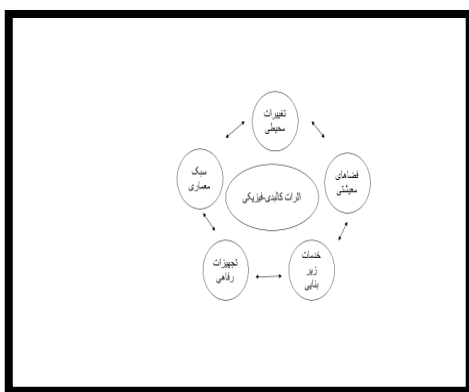 تغییرات
محیطی
سبک
معماری
فضاهای
معیشتی
اثرات کالبدی-فیزیکی
تجهیزات
رفاهی
خدمات
زیر
بنایی